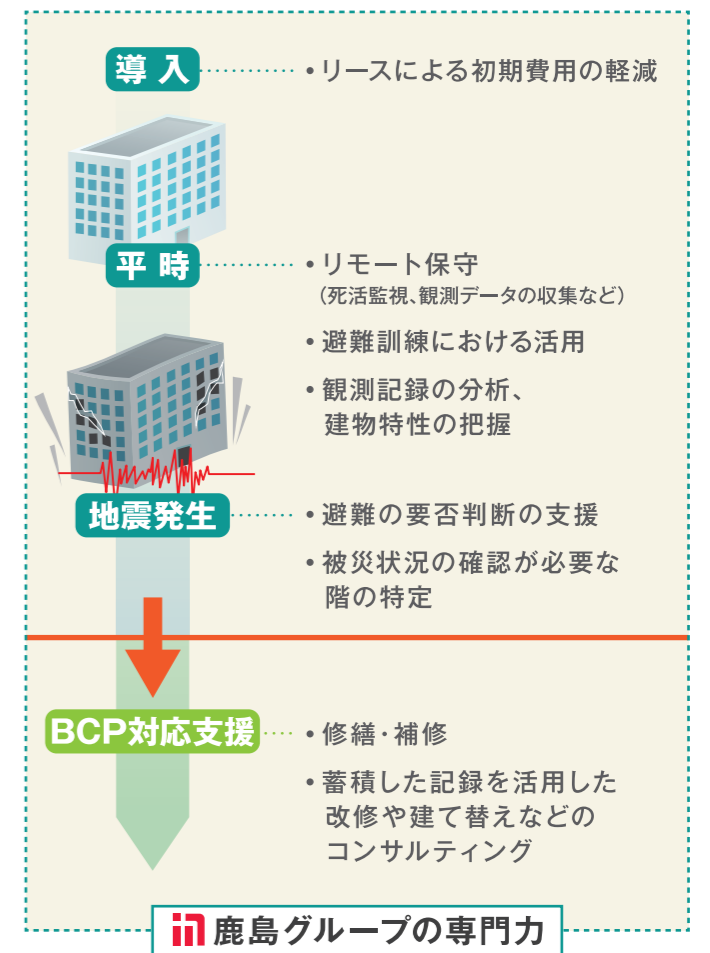 導入
・リースによる初期費用の軽減
平時
・リモート保守
（死活監視、観測データの収集など）
・避難訓練における活用
・観測記録の分析、
建物特性の把握
地震発生
・避難の要否判断の支援
・被災状況の確認が必要な
階の特定
BCP対応支援
・修繕・補修
・蓄積した記録を活用した
改修や建て替えなどの
コンサルティング
鹿島グループの専門力